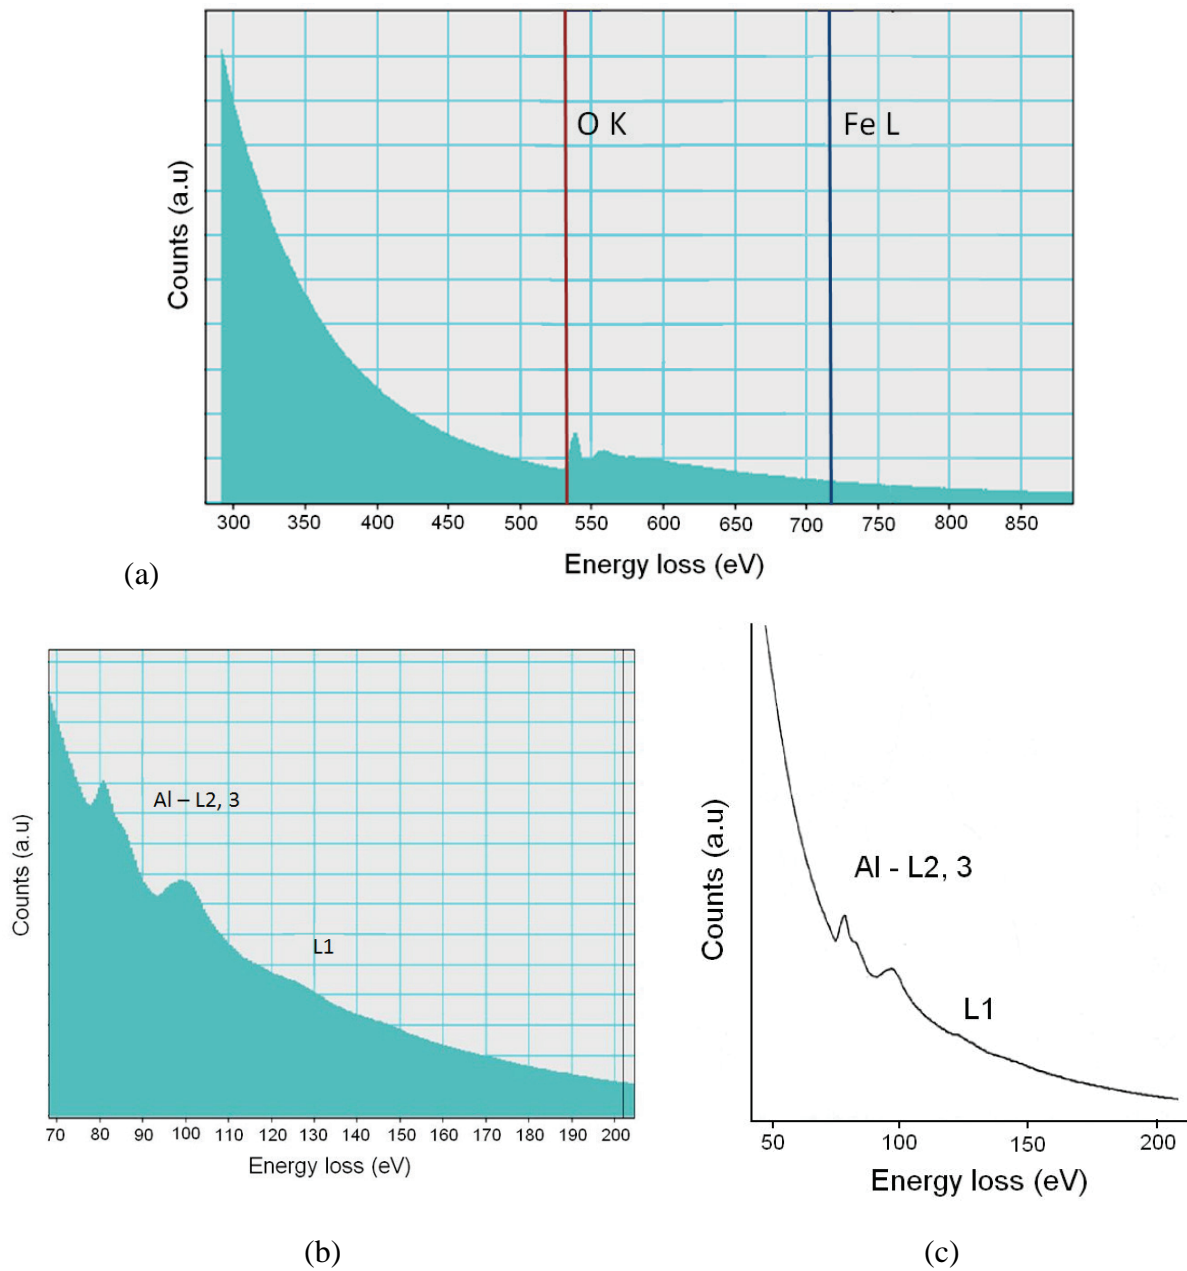 O K
Fe L
Counts (a.u)
300 350 400 450 500 550 600 650 700 750 800 850
Energy loss (eV)
(a)
Al – L2, 3
L1
Counts (a.u)
70 80 90 100 110 120 130 140 150 160 170 180 190 200
Energy loss (eV)
(b)
Al - L2, 3
L1
Counts (a.u)
50 100 150 200
Energy loss (eV)
(c)